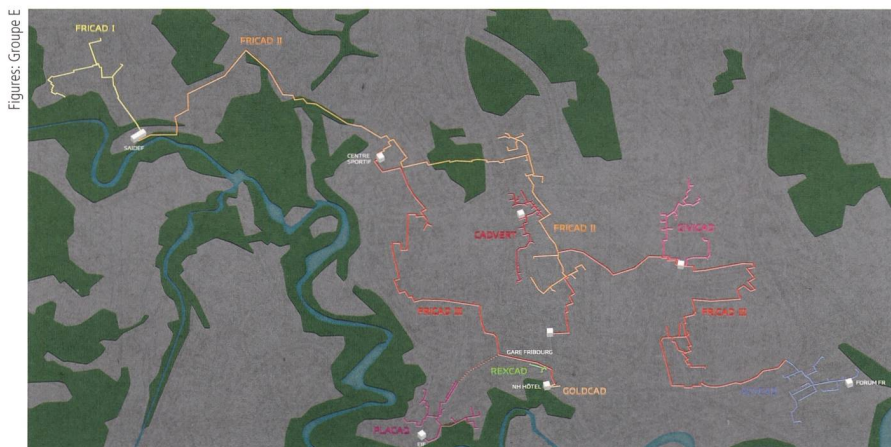 Figures: Groupe E
FRICAD I
FRICAD II
SAIDEF
CENTRE
SPORTIF
CADVERT
FRICAD II
FRICAD III
FRICAD III
GARE FRIBOURG
REXCAD
NH HÔTEL
GOLDCAD
FORUM FR
PLACAD